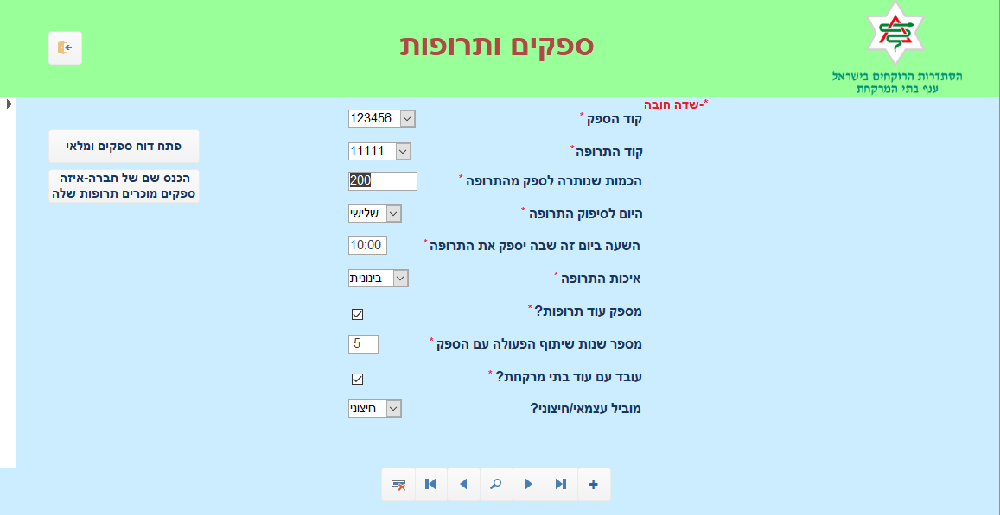 ספקים ותרופות
הסתדרות הרוקחים בישראל
ענף בתי המרקחת
*-שדה חובה
קוד הספק * 123456
קוד התרופה * 11111
הכמות שנותרה לספק מהתרופה * 200
היום לסיפוק התרופה * שלישי
השעה ביום זה שבה יספק את התרופה * 10:00
איכות התרופה * בינונית
מספק עוד תרופות? *
מספר שנות שיתוף הפעולה עם הספק * 5
עובד עם עוד בתי מרקחת? *
מוביל עצמאי/חיצוני? חיצוני
פתח דוח ספקים ומלאי
הכנס שם של חברה-איזה
ספקים מוכרים תרופות שלה